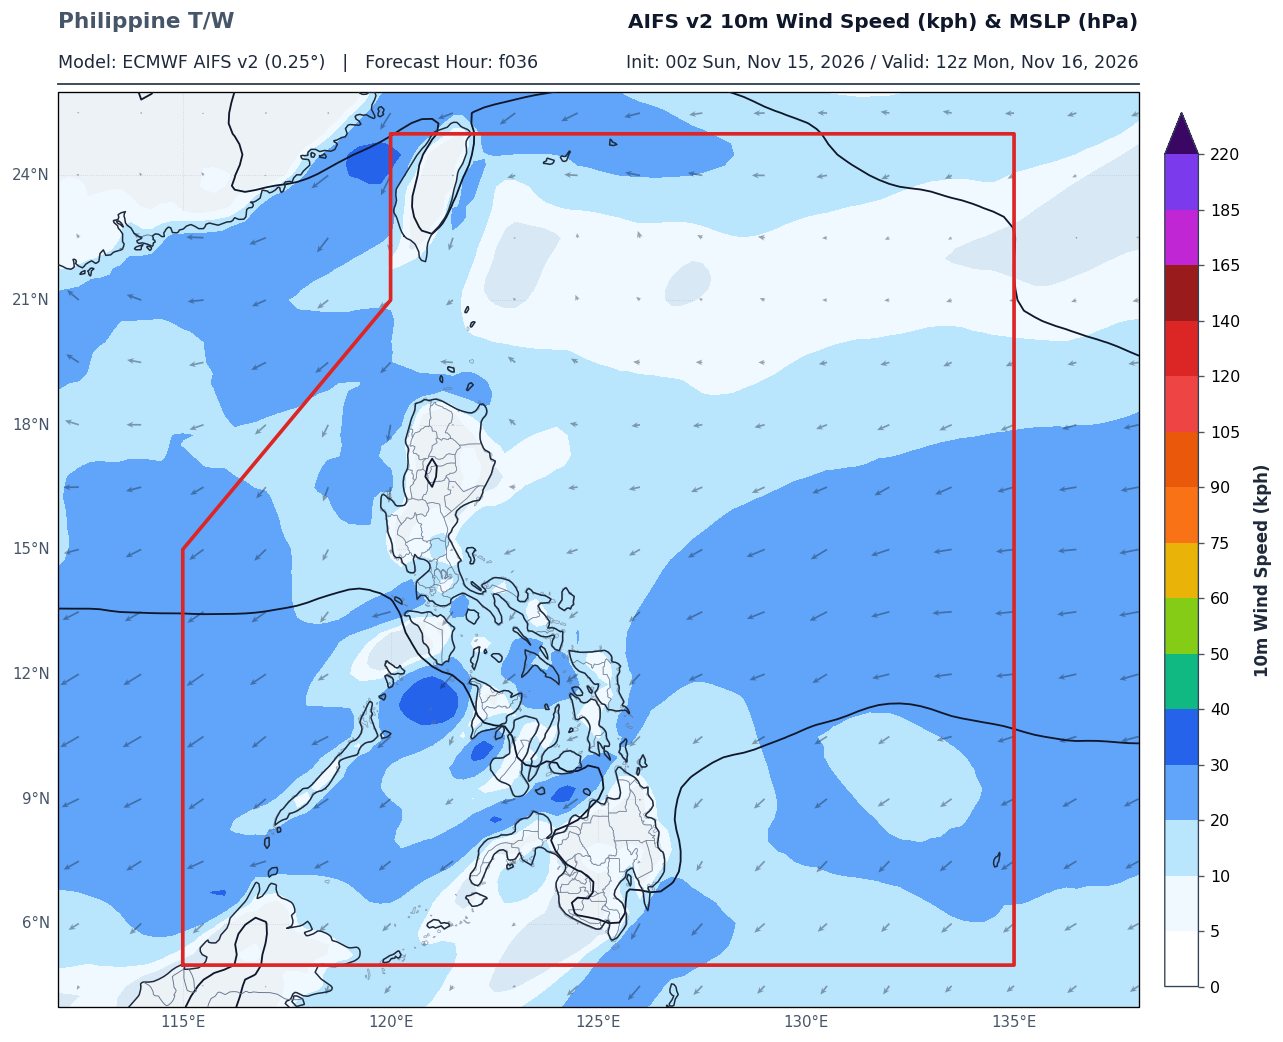 Philippine T/W
AIFS v2 10m Wind Speed (kph) & MSLP (hPa)
Model: ECMWF AIFS v2 (0.25°) | Forecast Hour: f036
Init: 00z Sun, Nov 15, 2026 / Valid: 12z Mon, Nov 16, 2026
24°N
21°N
18°N
15°N
12°N
9°N
6°N
115°E
120°E
125°E
130°E
135°E
220
185
165
140
120
105
90
75
60
50
40
30
20
10
5
0
10m Wind Speed (kph)